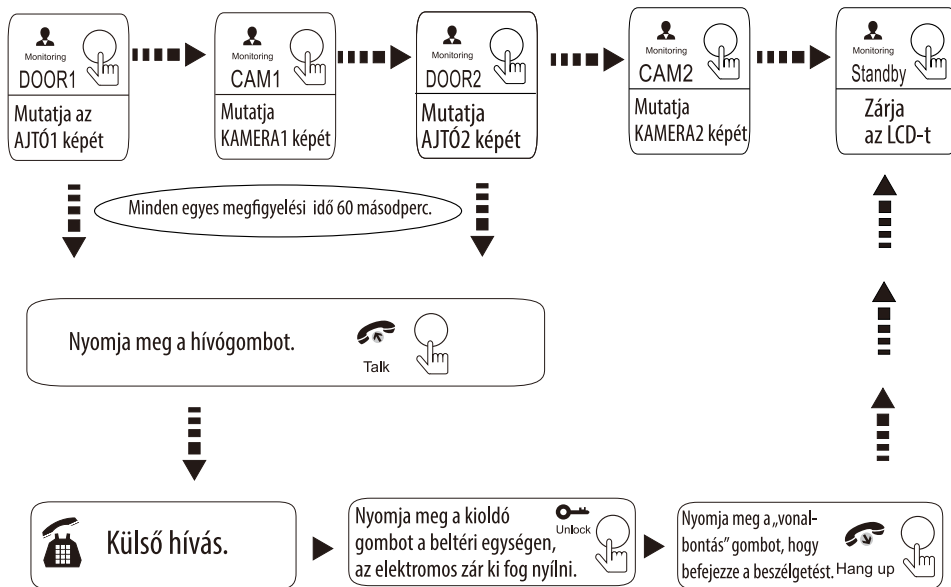 Monitoring
DOOR1
Mutatja az
AJTÓ1 képét
Monitoring
CAM1
Mutatja
KAMERA1 képét
Monitoring
DOOR2
Mutatja
AJTÓ2 képét
Monitoring
CAM2
Mutatja
KAMERA2 képét
Monitoring
Standby
Zárja
az LCD-t
Minden egyes megfigyelési idő 60 másodperc.
Nyomja meg a hívógombot.
Talk
Külső hívás.
Nyomja meg a kioldó
gombot a beltéri egységen,
az elektromos zár ki fog nyílni.
Unlock
Nyomja meg a „vonal-
bontás” gombot, hogy
befejezze a beszélgetést.
Hang up